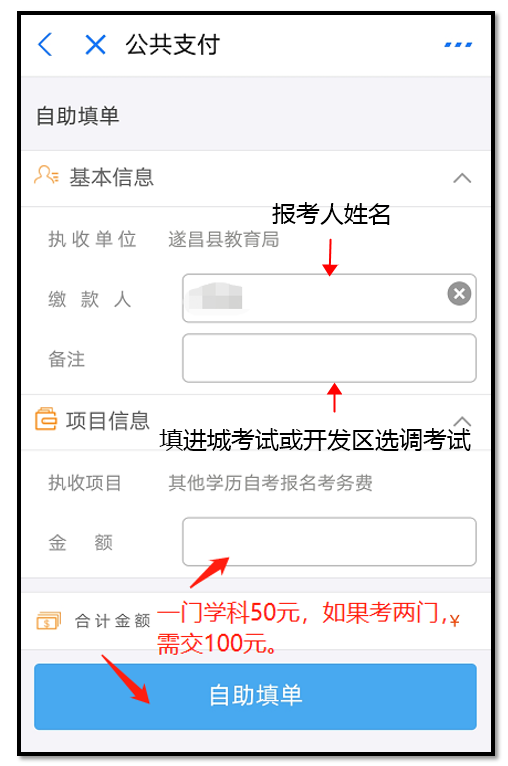 公共支付
自助填单
基本信息
报考人姓名
执收单位 遂昌县教育局
缴款人
备注
项目信息
填进城考试或开发区选调考试
执收项目 其他学历自考报名考务费
金额
合计金额 一门学科50元，如果考两门，¥
需交100元。
自助填单